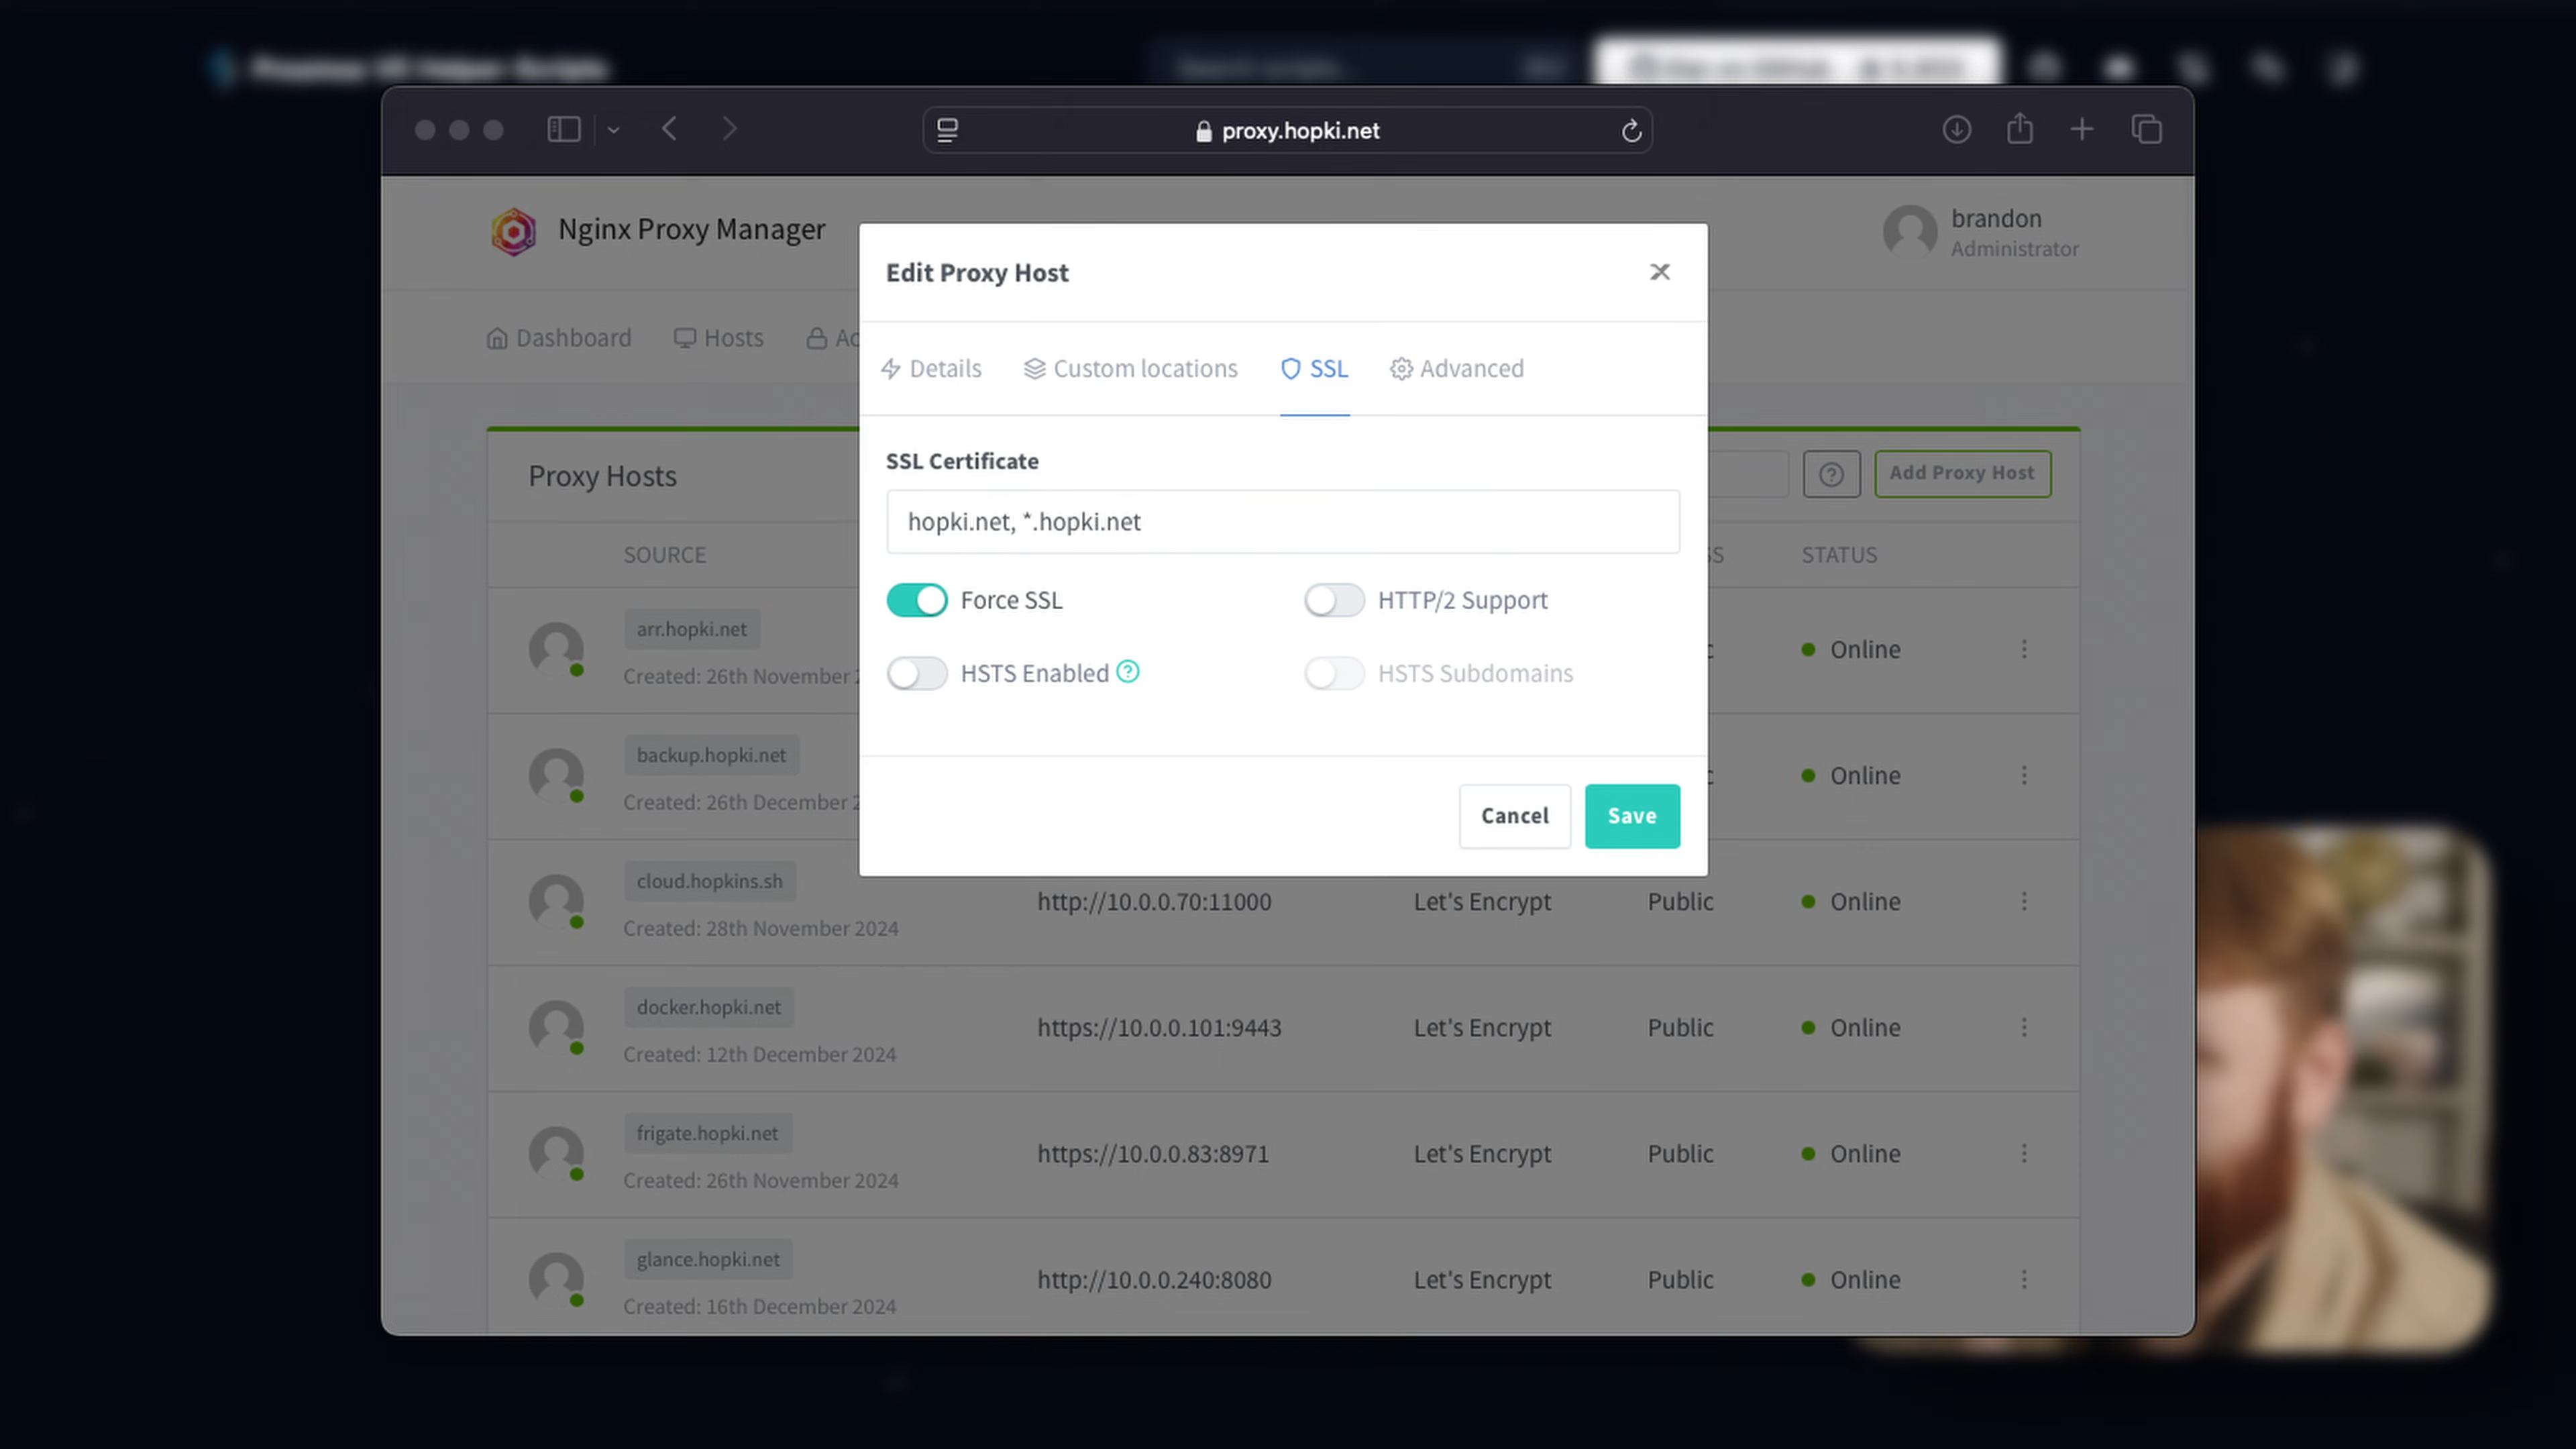 proxy.hopki.net
Nginx Proxy Manager
brandon
Administrator
Dashboard Hosts Ac
Edit Proxy Host
Details Custom locations SSL Advanced
SSL Certificate
hopki.net, *.hopki.net
Force SSL HTTP/2 Support
HSTS Enabled HSTS Subdomains
Cancel Save
Proxy Hosts Add Proxy Host
SOURCE SS STATUS
arr.hopki.net
Created: 26th November 2
Online
backup.hopki.net
Created: 26th December 2
Online
cloud.hopkins.sh
Created: 28th November 2024
http://10.0.0.70:11000 Let's Encrypt Public Online
docker.hopki.net
Created: 12th December 2024
https://10.0.0.101:9443 Let's Encrypt Public Online
frigate.hopki.net
Created: 26th November 2024
https://10.0.0.83:8971 Let's Encrypt Public Online
glance.hopki.net
Created: 16th December 2024
http://10.0.0.240:8080 Let's Encrypt Public Online